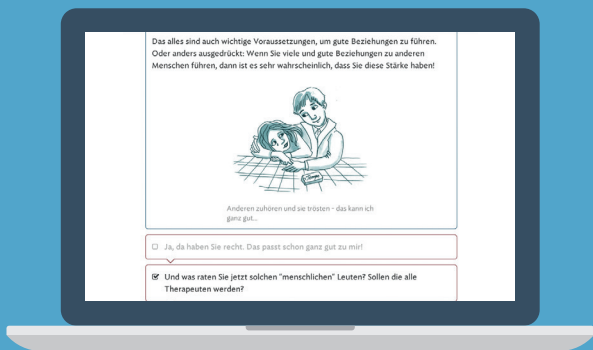 Das alles sind auch wichtige Voraussetzungen, um gute Beziehungen zu führen.
Oder anders ausgedrückt: Wenn Sie viele und gute Beziehungen zu anderen
Menschen führen, dann ist es sehr wahrscheinlich, dass Sie diese Stärke haben!
Anderen zuhören und sie trösten - das kann ich
ganz gut...
Ja, da haben Sie recht. Das passt schon ganz gut zu mir!
Und was raten Sie jetzt solchen "menschlichen" Leuten? Sollen die alle
Therapeuten werden?